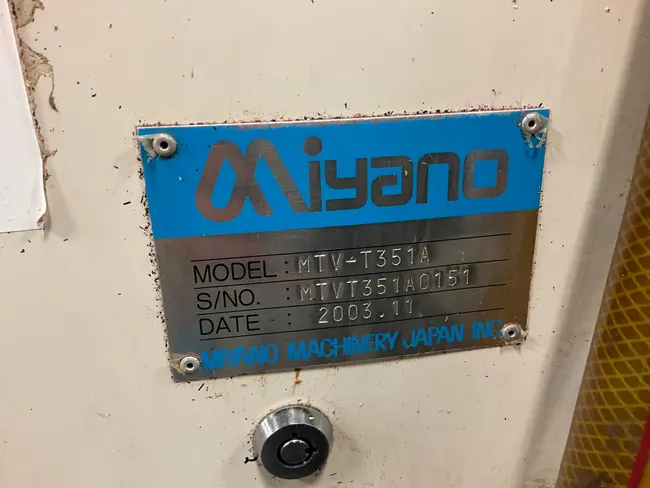 Miyano
MODEL : MTV-T351A
S/NO. : MTVT351A0151
DATE : 2003.11
MIYANO MACHINERY JAPAN INC.